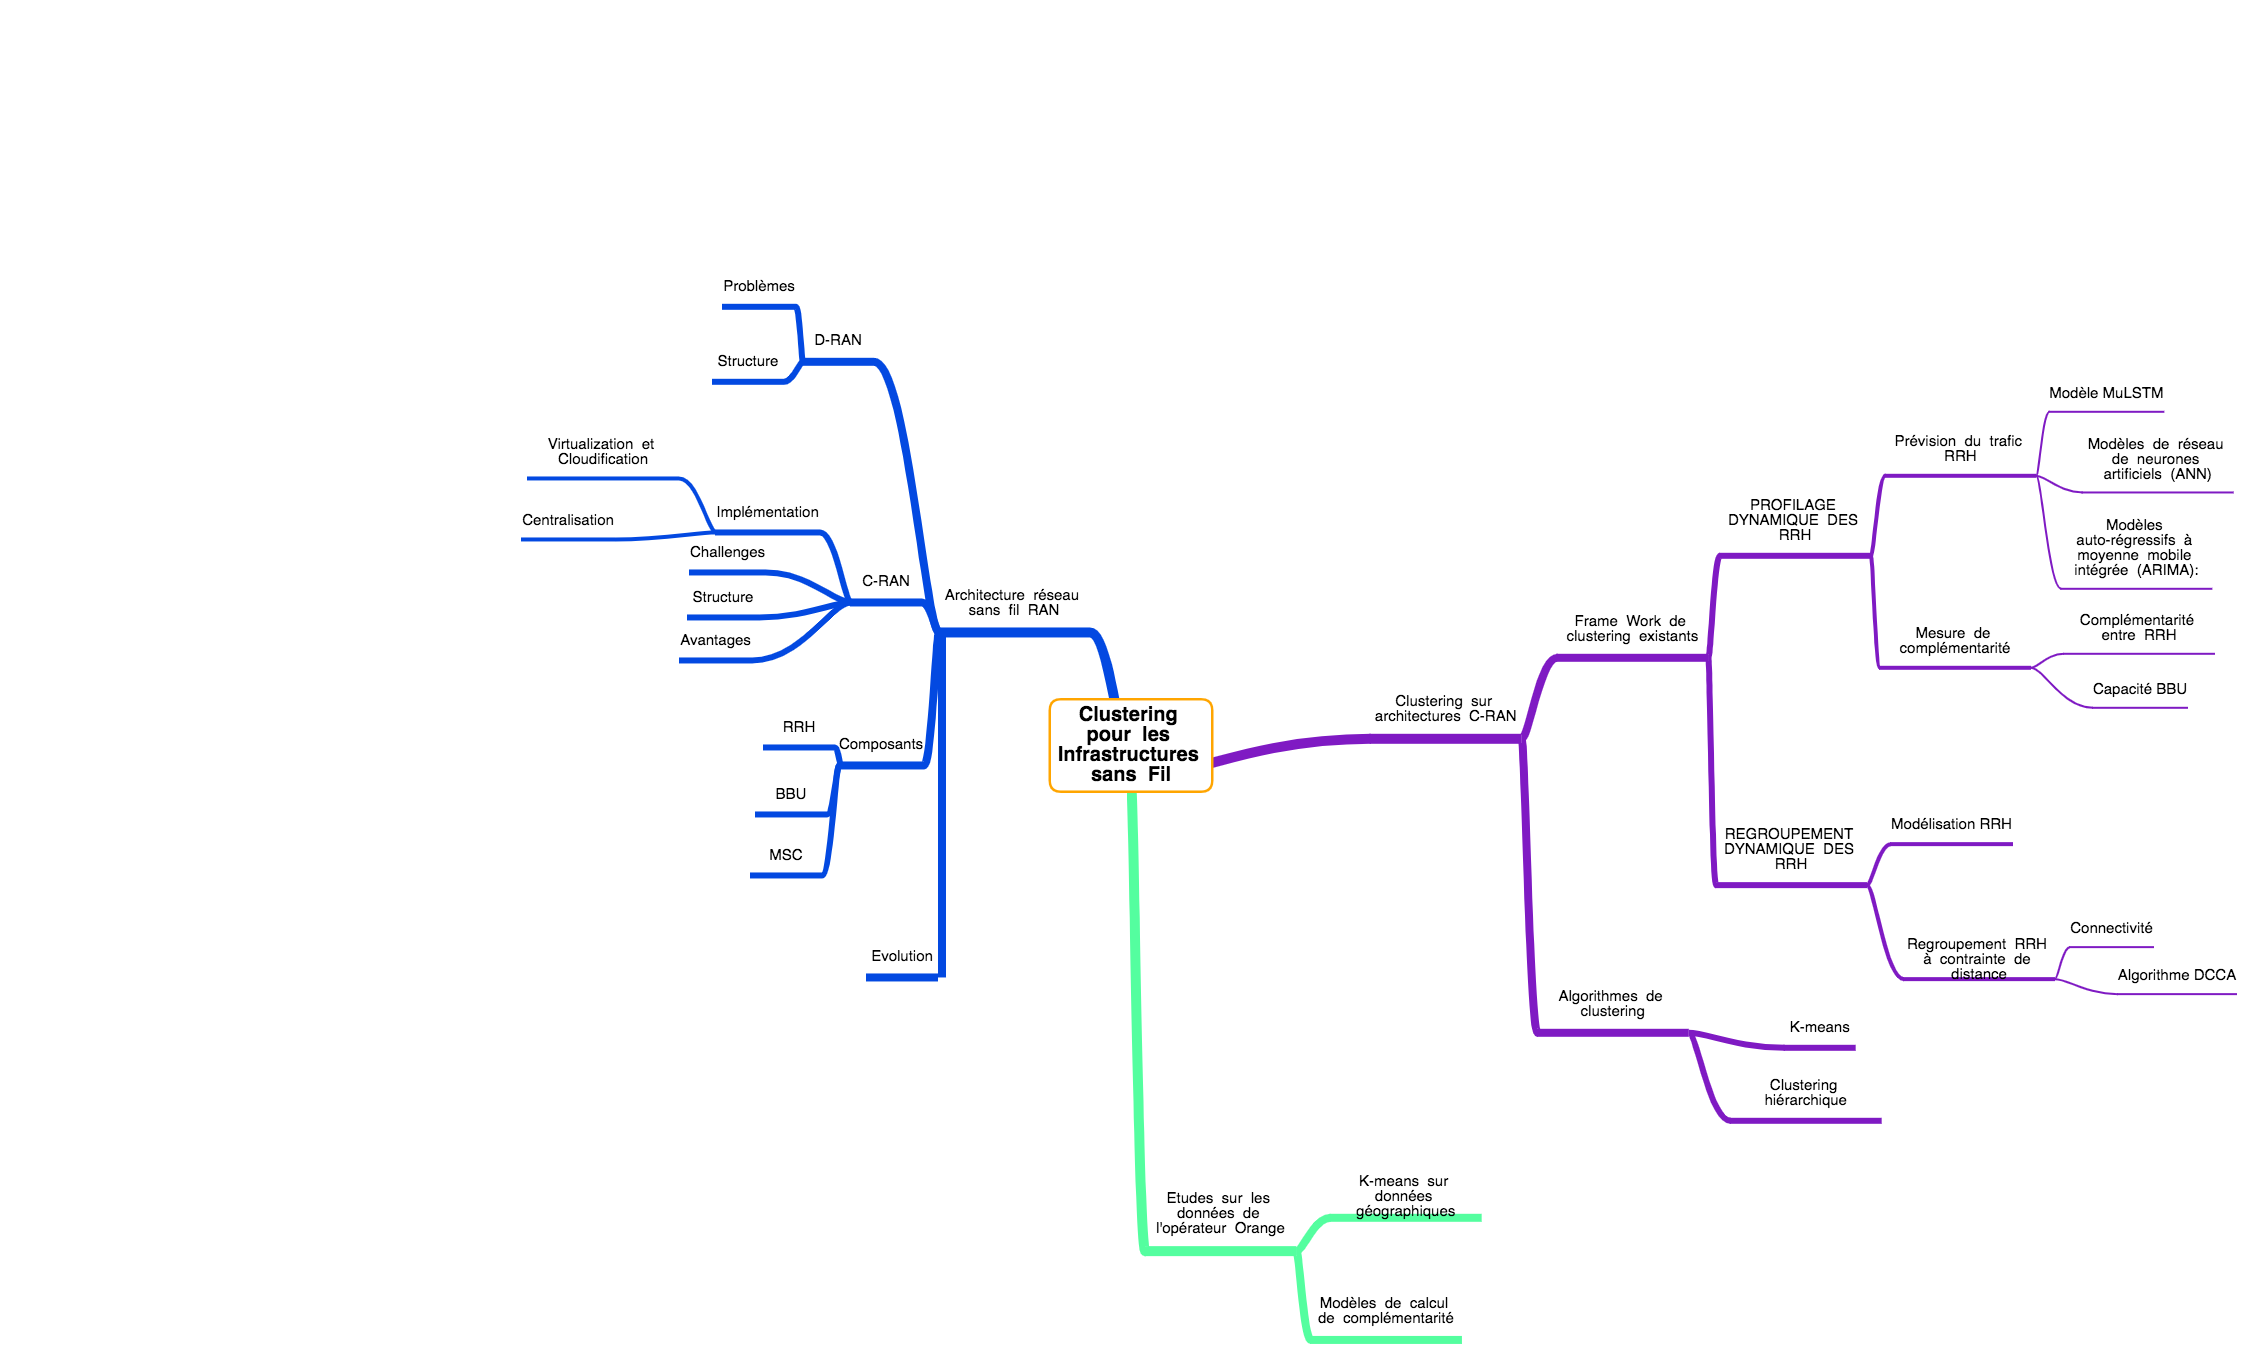 Clustering
pour les
Infrastructures
sans Fil
Architecture réseau
sans fil RAN
D-RAN
Problèmes
Structure
C-RAN
Implémentation
Virtualization et
Cloudification
Centralisation
Challenges
Structure
Avantages
Composants
RRH
BBU
MSC
Evolution
Clustering sur
architectures C-RAN
Frame Work de
clustering existants
PROFILAGE
DYNAMIQUE DES
RRH
Prévision du trafic
RRH
Modèle MuLSTM
Modèles de réseau
de neurones
artificiels (ANN)
Modèles
auto-régressifs à
moyenne mobile
intégrée (ARIMA):
Mesure de
complémentarité
Complémentarité
entre RRH
Capacité BBU
REGROUPEMENT
DYNAMIQUE DES
RRH
Modélisation RRH
Regroupement RRH
à contrainte de
distance
Connectivité
Algorithme DCCA
Algorithmes de
clustering
K-means
Clustering
hiérarchique
Etudes sur les
données de
l'opérateur Orange
K-means sur
données
géographiques
Modèles de calcul
de complémentarité